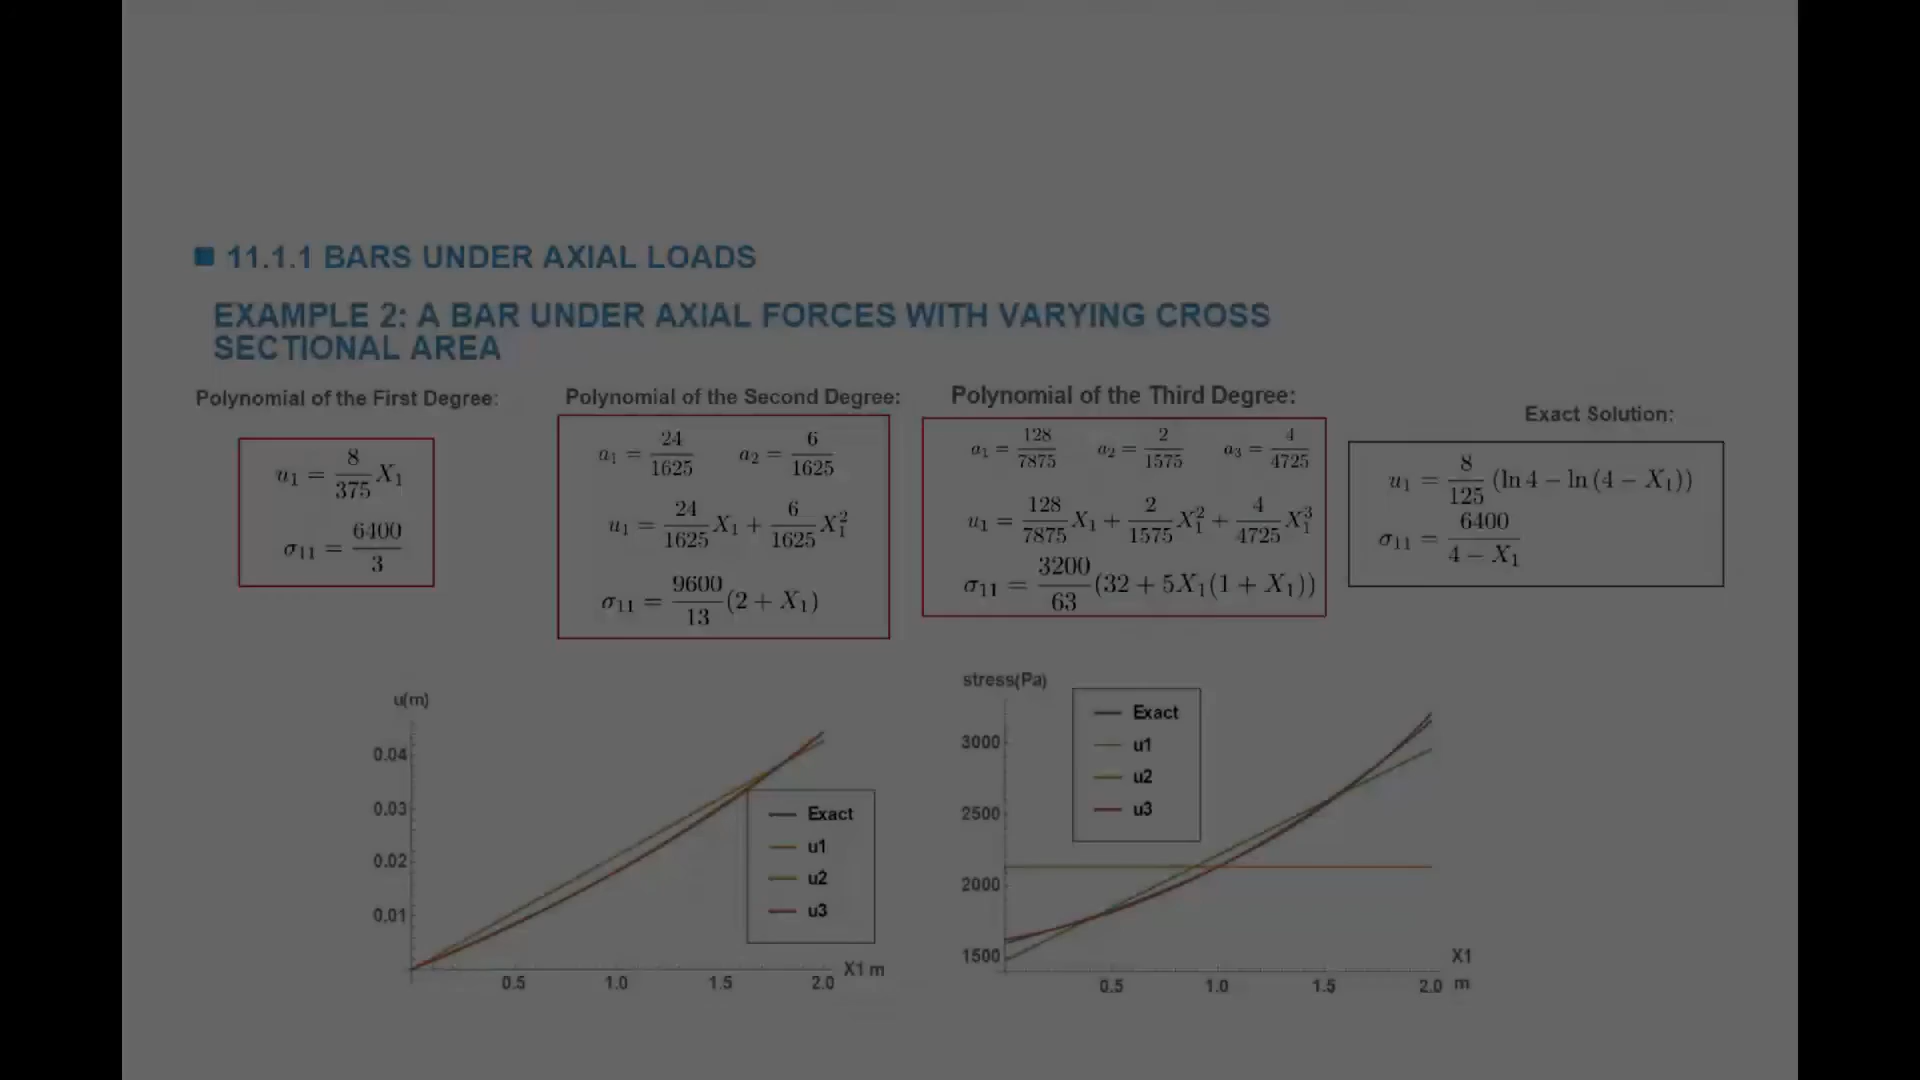 11.1.1 BARS UNDER AXIAL LOADS
EXAMPLE 2: A BAR UNDER AXIAL FORCES WITH VARYING CROSS
SECTIONAL AREA
Polynomial of the First Degree:
u₁ = 8/375 X₁
σ₁₁ = 6400/3
Polynomial of the Second Degree:
a₁ = 24/1625 a₂ = 6/1625
u₁ = 24/1625 X₁ + 6/1625 X₁²
σ₁₁ = 9600/13 (2 + X₁)
Polynomial of the Third Degree:
a₁ = 128/7875 a₂ = 2/1575 a₃ = 4/4725
u₁ = 128/7875 X₁ + 2/1575 X₁² + 4/4725 X₁³
σ₁₁ = 3200/63 (32 + 5X₁(1 + X₁))
Exact Solution:
u₁ = 8/125 (ln 4 − ln (4 − X₁))
σ₁₁ = 6400/(4 − X₁)
u(m)
0.04
0.03
0.02
0.01
0.5 1.0 1.5 2.0
X1 m
Exact
u1
u2
u3
stress(Pa)
3000
2500
2000
1500
0.5 1.0 1.5 2.0
X1
m
Exact
u1
u2
u3